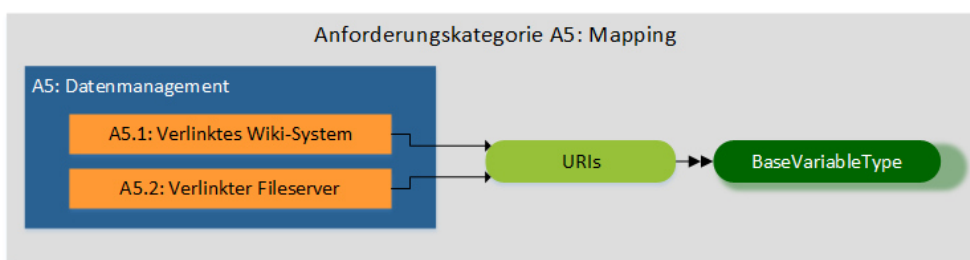 Anforderungskategorie A5: Mapping
A5: Datenmanagement
A5.1: Verlinktes Wiki-System
A5.2: Verlinkter Fileserver
URIs
BaseVariableType